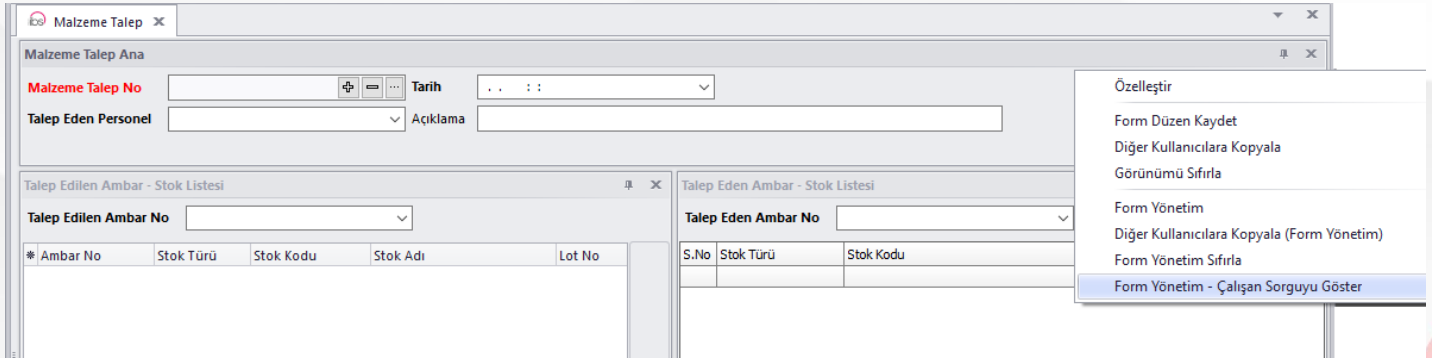 ibs Malzeme Talep
Malzeme Talep Ana
Malzeme Talep No
Tarih
. . : :
Talep Eden Personel
Açıklama
Talep Edilen Ambar - Stok Listesi
Talep Edilen Ambar No
Ambar No Stok Türü Stok Kodu Stok Adı Lot No
Talep Eden Ambar - Stok Listesi
Talep Eden Ambar No
S.No Stok Türü Stok Kodu
Özelleştir
Form Düzen Kaydet
Diğer Kullanıcılara Kopyala
Görünümü Sıfırla
Form Yönetim
Diğer Kullanıcılara Kopyala (Form Yönetim)
Form Yönetim Sıfırla
Form Yönetim - Çalışan Sorguyu Göster